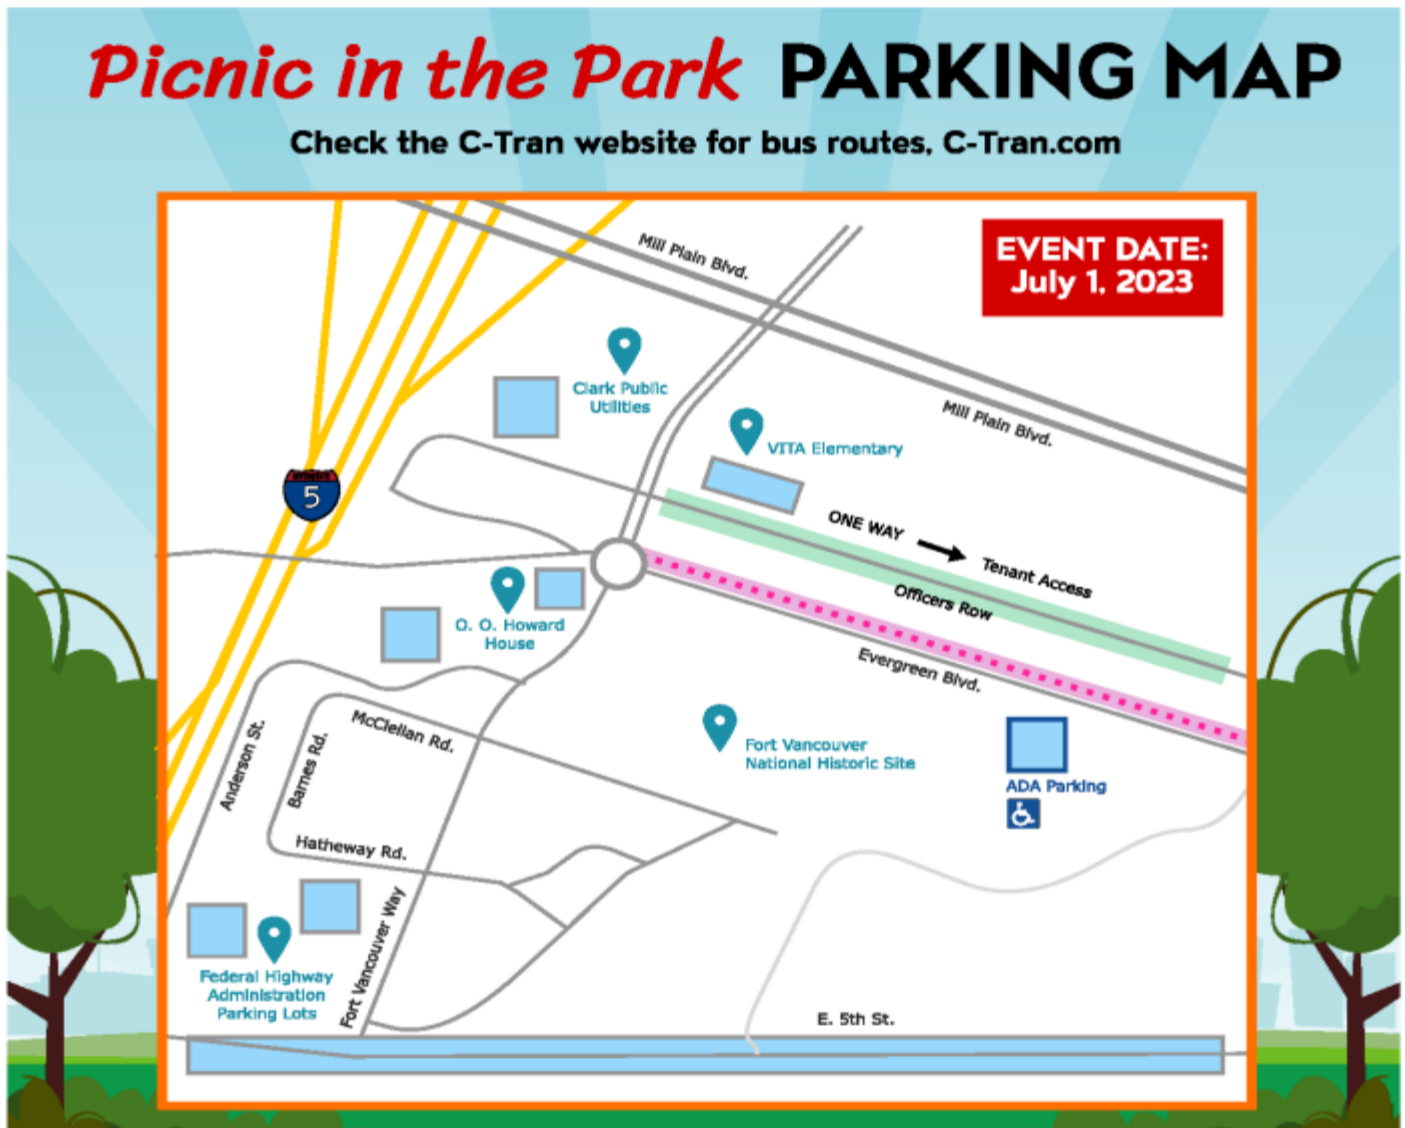 Picnic in the Park PARKING MAP
Check the C-Tran website for bus routes, C-Tran.com
EVENT DATE:
July 1, 2023
Mill Plain Blvd.
Clark Public
Utilities
Mill Plain Blvd.
VITA Elementary
5
ONE WAY
Tenant Access
Officers Row
O. O. Howard
House
Evergreen Blvd.
McClellan Rd.
Anderson St.
Barnes Rd.
Fort Vancouver
National Historic Site
ADA Parking
Hatheway Rd.
Fort Vancouver Way
Federal Highway
Administration
Parking Lots
E. 5th St.